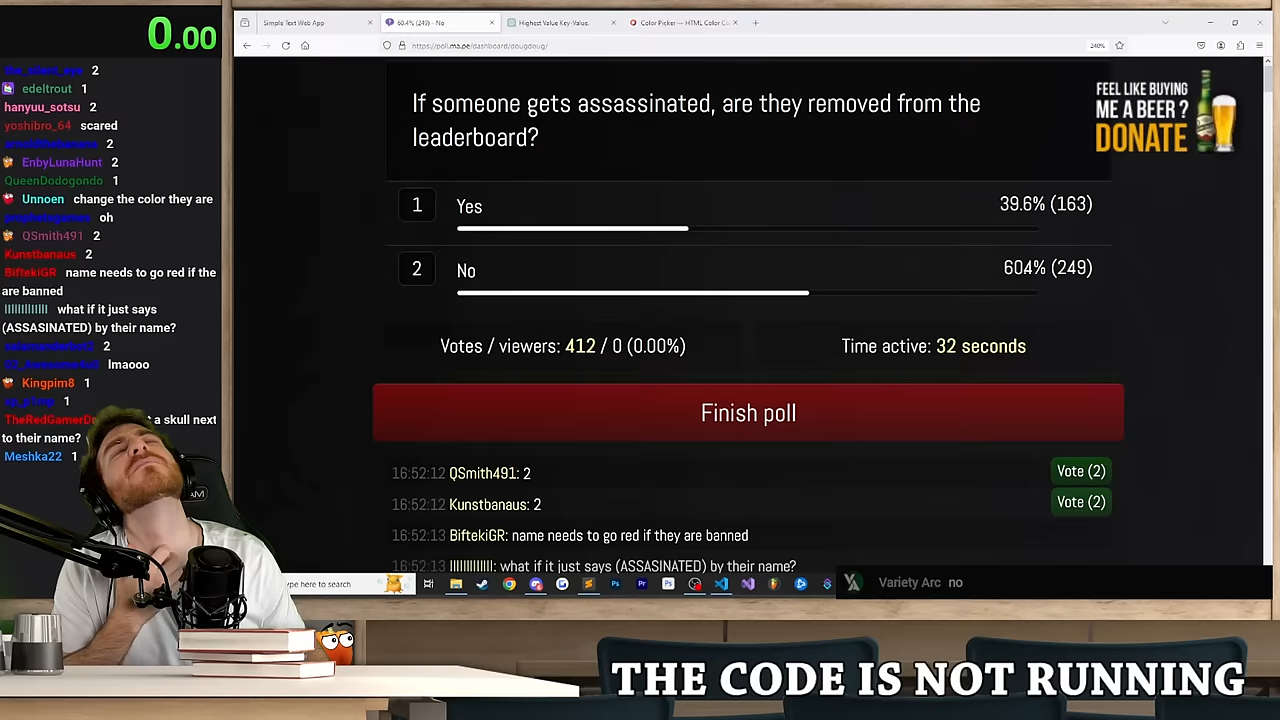 0.00
2
edeltrout 1
hanyuu_sotsu 2
yoshibro_64 scared
2
EnbyLunaHunt 2
QueenDodogondo 1
Unnoen change the color they are
oh
QSmith491 2
Kunstbanaus 2
BiftekiGR name needs to go red if the
are banned
llllllllllll what if it just says
(ASSASINATED) by their name?
2
lmaooo
Kingpim8 1
1
a skull next
to their name?
Meshka22 1
Simple Text Web App
60.4% (249) - No
Highest Value Key-Value.
Color Picker — HTML Color Co
https://poll.ma.pe/dashboard/dougdoug/
240%
If someone gets assassinated, are they removed from the
leaderboard?
1 Yes 39.6% (163)
2 No 604% (249)
Votes / viewers: 412 / 0 (0.00%) Time active: 32 seconds
Finish poll
16:52:12 QSmith491: 2 Vote (2)
16:52:12 Kunstbanaus: 2 Vote (2)
16:52:13 BiftekiGR: name needs to go red if they are banned
16:52:13 llllllllllll: what if it just says (ASSASINATED) by their name?
FEEL LIKE BUYING
ME A BEER ?
DONATE
ype here to search
Variety Arc no
THE CODE IS NOT RUNNING